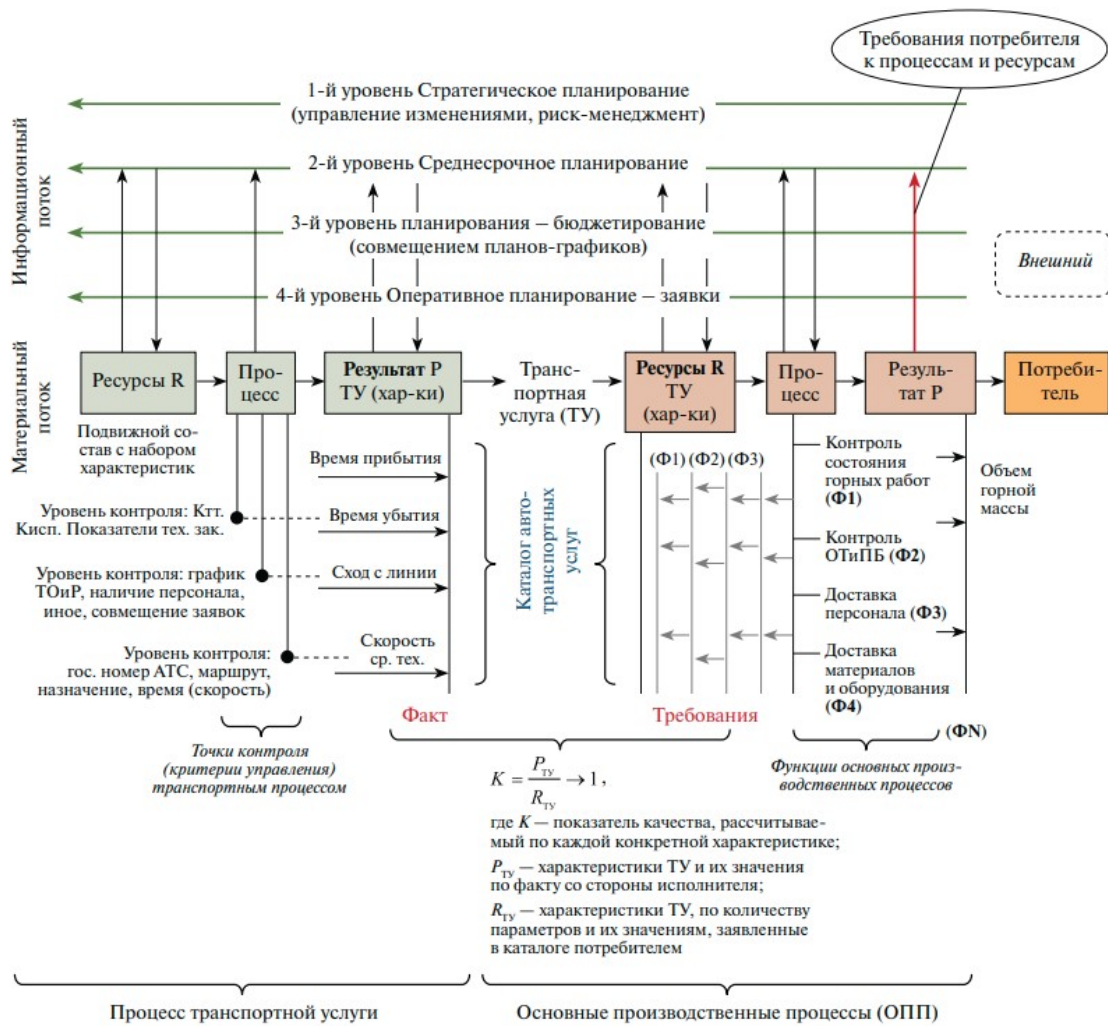 Требования потребителя
к процессам и ресурсам
Информационный
поток
1-й уровень Стратегическое планирование
(управление изменениями, риск-менеджмент)
2-й уровень Среднесрочное планирование
3-й уровень планирования – бюджетирование
(совмещением планов-графиков)
4-й уровень Оперативное планирование – заявки
Внешний
Материальный
поток
Ресурсы R
Про-
цесс
Результат P
ТУ (хар-ки)
Транс-
портная
услуга (ТУ)
Ресурсы R
ТУ
(хар-ки)
Про-
цесс
Резуль-
тат P
Потреби-
тель
Подвижной со-
став с набором
характеристик
Уровень контроля: Ктг.
Кисп. Показатели тех. зак.
Уровень контроля: график
ТОиР, наличие персонала,
иное, совмещение заявок
Уровень контроля:
гос. номер АТС, маршрут,
назначение, время (скорость)
Точки контроля
(критерии управления)
транспортным процессом
Время прибытия
Время убытия
Сход с линии
Скорость
ср. тех.
Каталог авто-
транспортных
услуг
(Ф1) (Ф2) (Ф3)
Контроль
состояния
горных работ
(Ф1)
Контроль
ОТиПБ (Ф2)
Доставка
персонала (Ф3)
Доставка
материалов
и оборудования
(Ф4)
Объем
горной
массы
(ФN)
Функции основных произ-
водственных процессов
Факт
Требования
K = PТУ / RТУ → 1,
где K — показатель качества, рассчитывае-
мый по каждой конкретной характеристике;
PТУ — характеристики ТУ и их значения
по факту со стороны исполнителя;
RТУ — характеристики ТУ, по количеству
параметров и их значениям, заявленные
в каталоге потребителем
Процесс транспортной услуги
Основные производственные процессы (ОПП)